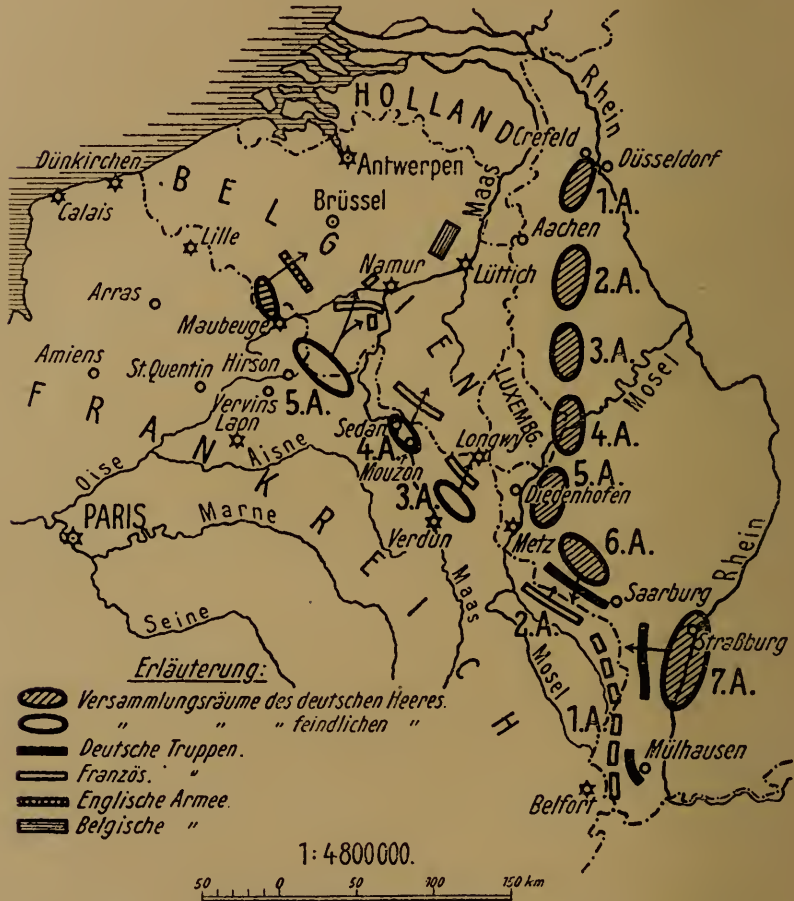 HOLLAND
Rhein
Crefeld
Düsseldorf
Dünkirchen
Antwerpen
1.A.
BELGIEN
Maas
Calais
Brüssel
Aachen
Lille
Namur
Lüttich
2.A.
Arras
Maubeuge
3.A.
Amiens
St.Quentin
Hirson
LUXEMBG.
Mosel
FRANKREICH
Vervins
5.A.
Sedan
4.A.
4.A.
Laon
Mouzon
Longwy
5.A.
Oise
Aisne
3.A.
Diedenhofen
PARIS
Marne
Verdun
Metz
6.A.
Rhein
Maas
Saarburg
Seine
2.A.
Straßburg
Mosel
7.A.
1.A.
Mülhausen
Belfort
Erläuterung:
Versammlungsräume des deutschen Heeres.
" " " feindlichen "
Deutsche Truppen.
Französ. "
Englische Armee.
Belgische "
1:4800000.
50 0 50 100 150 km